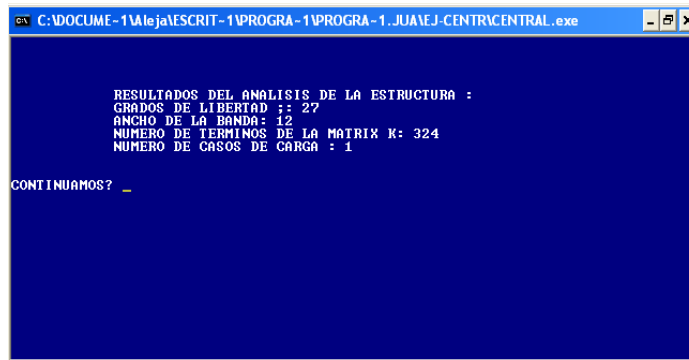 C:\DOCUME~1\Aleja\ESCRIT~1\PROGRA~1\PROGRA~1.JUA\EJ-CENTR\CENTRAL.exe
RESULTADOS DEL ANALISIS DE LA ESTRUCTURA :
GRADOS DE LIBERTAD ;: 27
ANCHO DE LA BANDA: 12
NUMERO DE TERMINOS DE LA MATRIX K: 324
NUMERO DE CASOS DE CARGA : 1
CONTINUAMOS? _